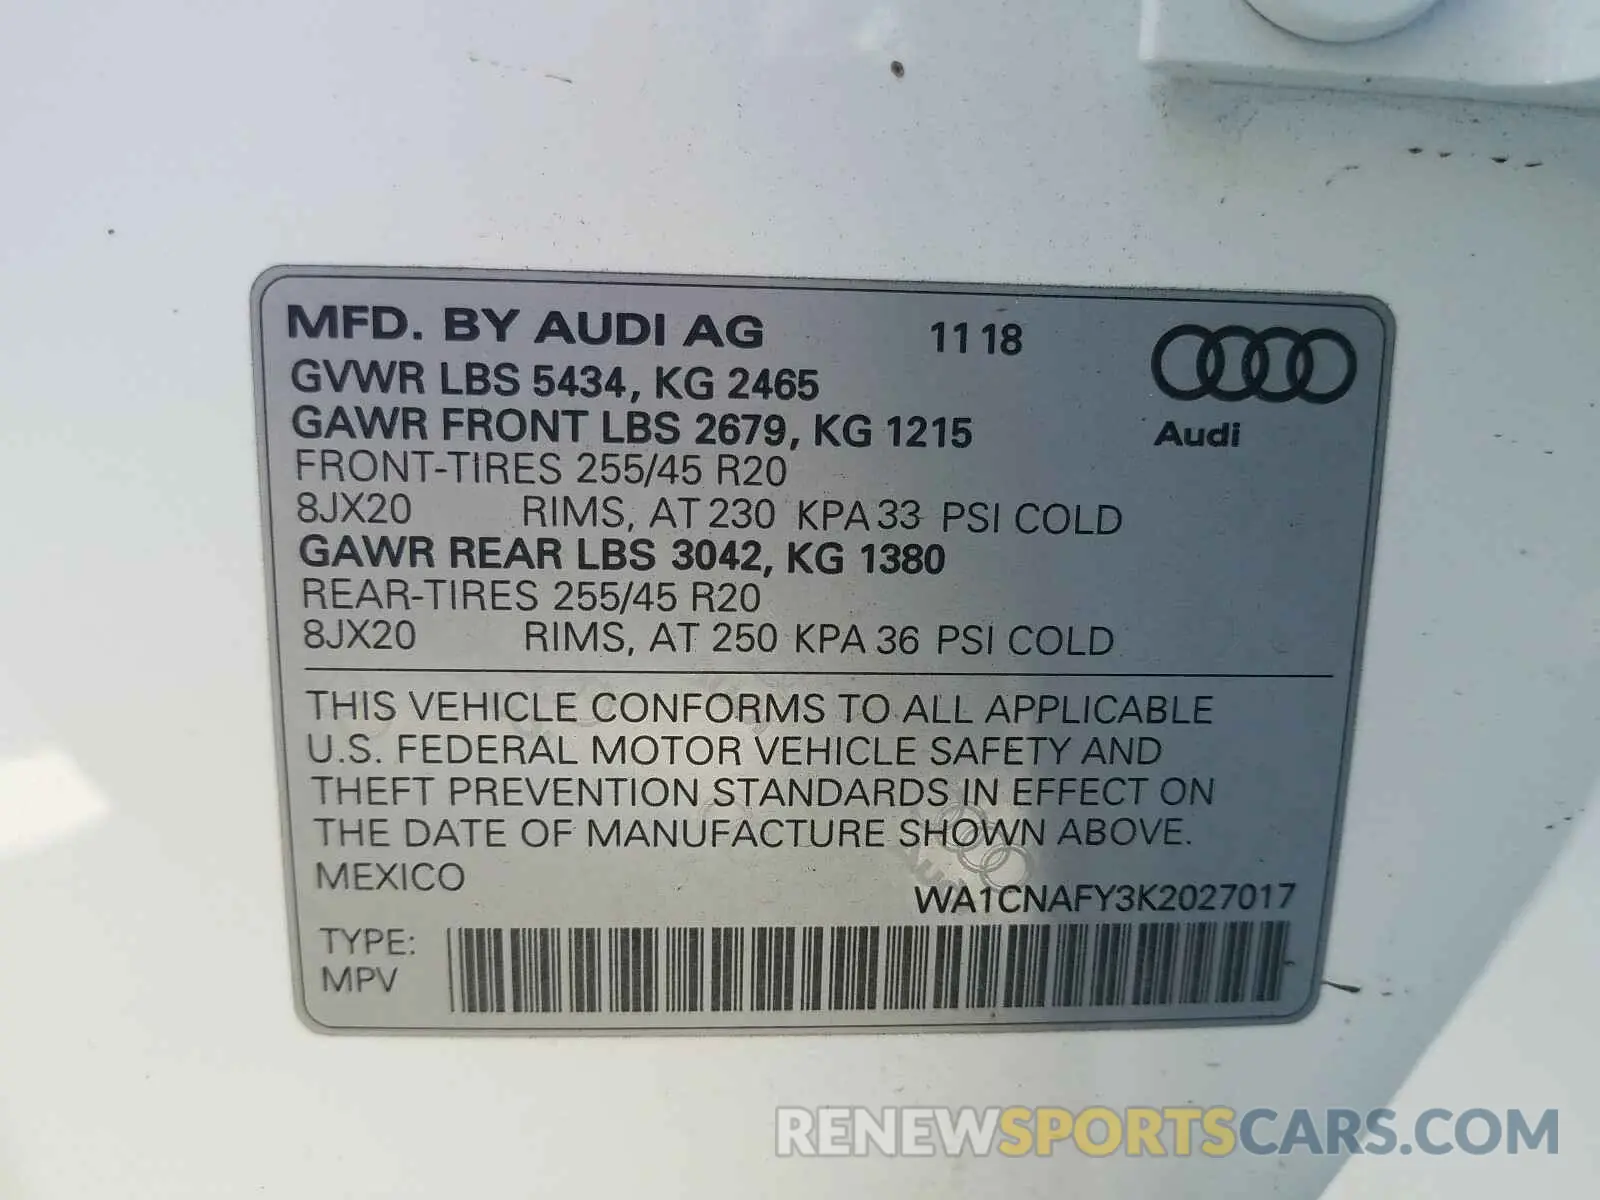 MFD. BY AUDI AG 11 18
GVWR LBS 5434, KG 2465
GAWR FRONT LBS 2679, KG 1215
Audi
FRONT-TIRES 255/45 R20
8JX20 RIMS, AT 230 KPA 33 PSI COLD
GAWR REAR LBS 3042, KG 1380
REAR-TIRES 255/45 R20
8JX20 RIMS, AT 250 KPA 36 PSI COLD
THIS VEHICLE CONFORMS TO ALL APPLICABLE
U.S. FEDERAL MOTOR VEHICLE SAFETY AND
THEFT PREVENTION STANDARDS IN EFFECT ON
THE DATE OF MANUFACTURE SHOWN ABOVE.
MEXICO
WA1CNAFY3K2027017
TYPE:
MPV
RENEWSPORTSCARS.COM